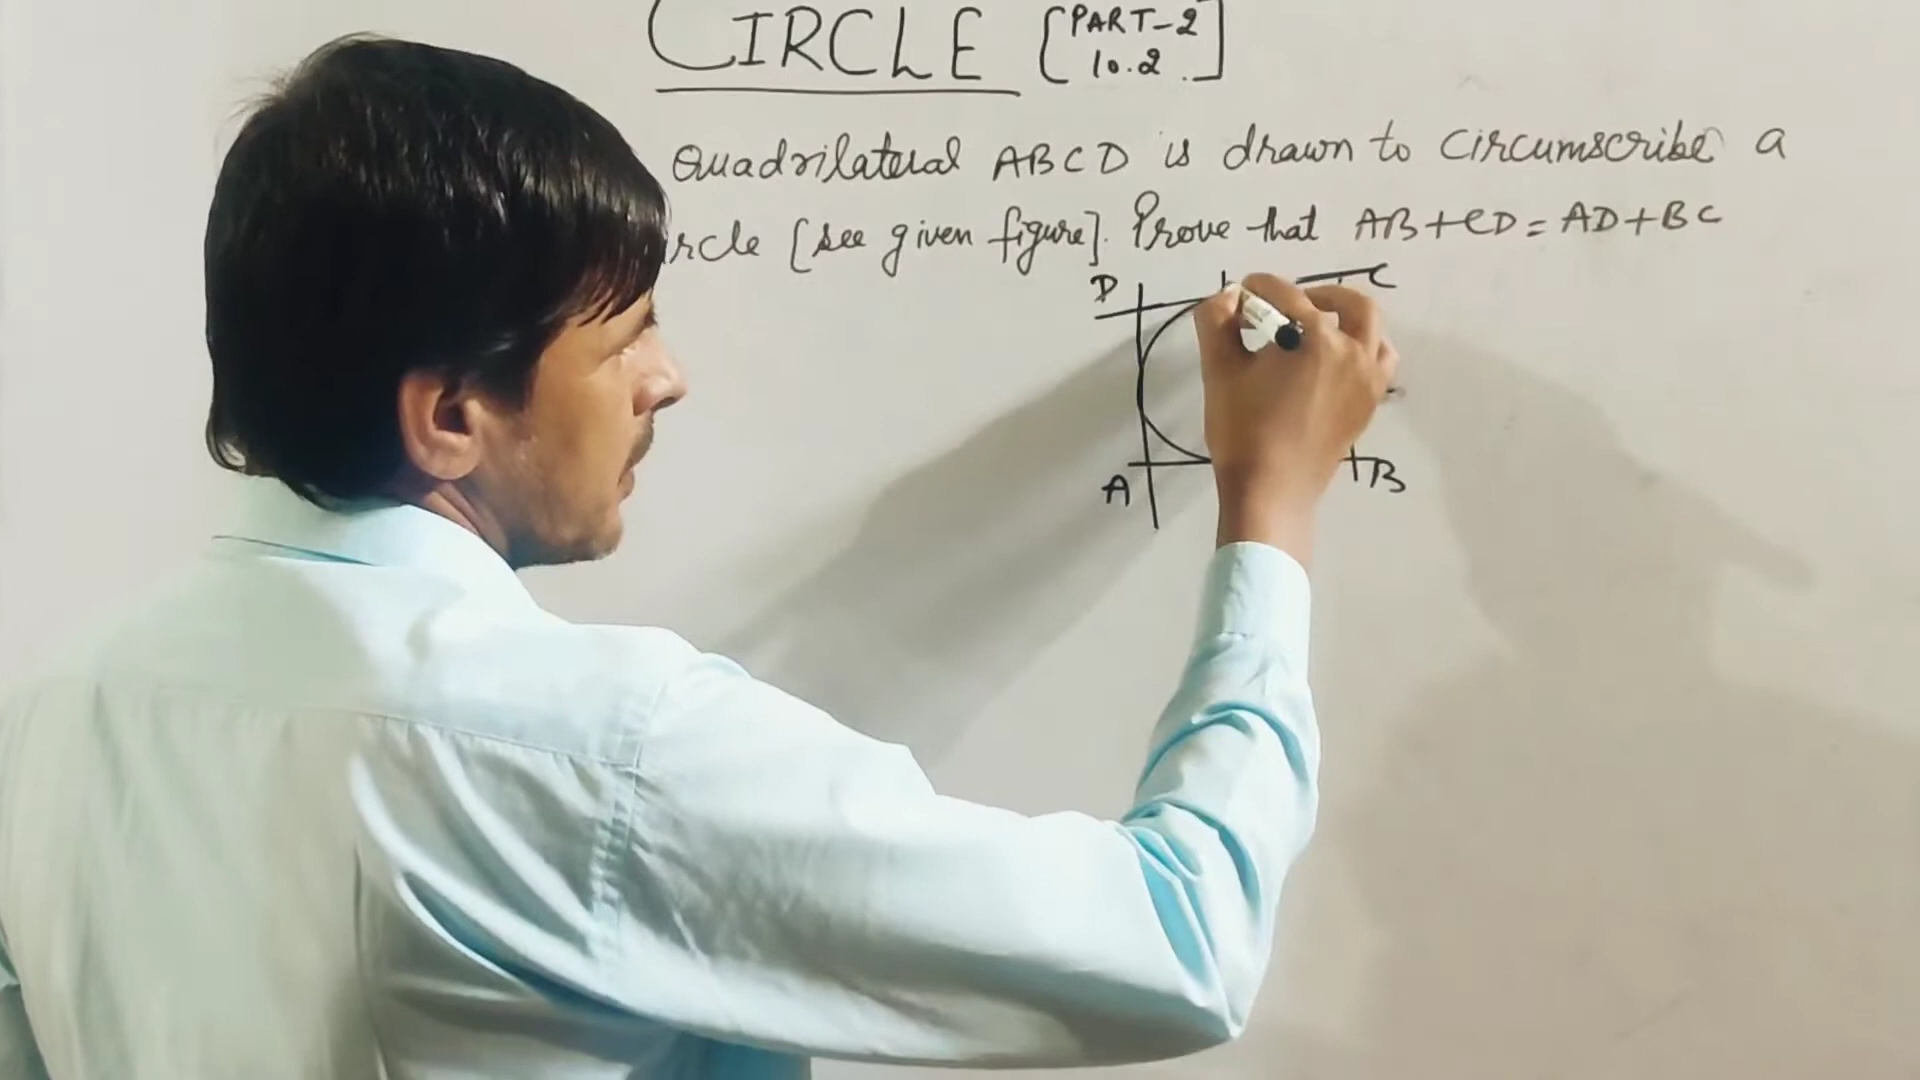 CIRCLE [PART-2
10.2.]
Quadrilateral ABCD is drawn to circumscribe a
rcle [see given figure]. Prove that AB+CD=AD+BC
D C
A B